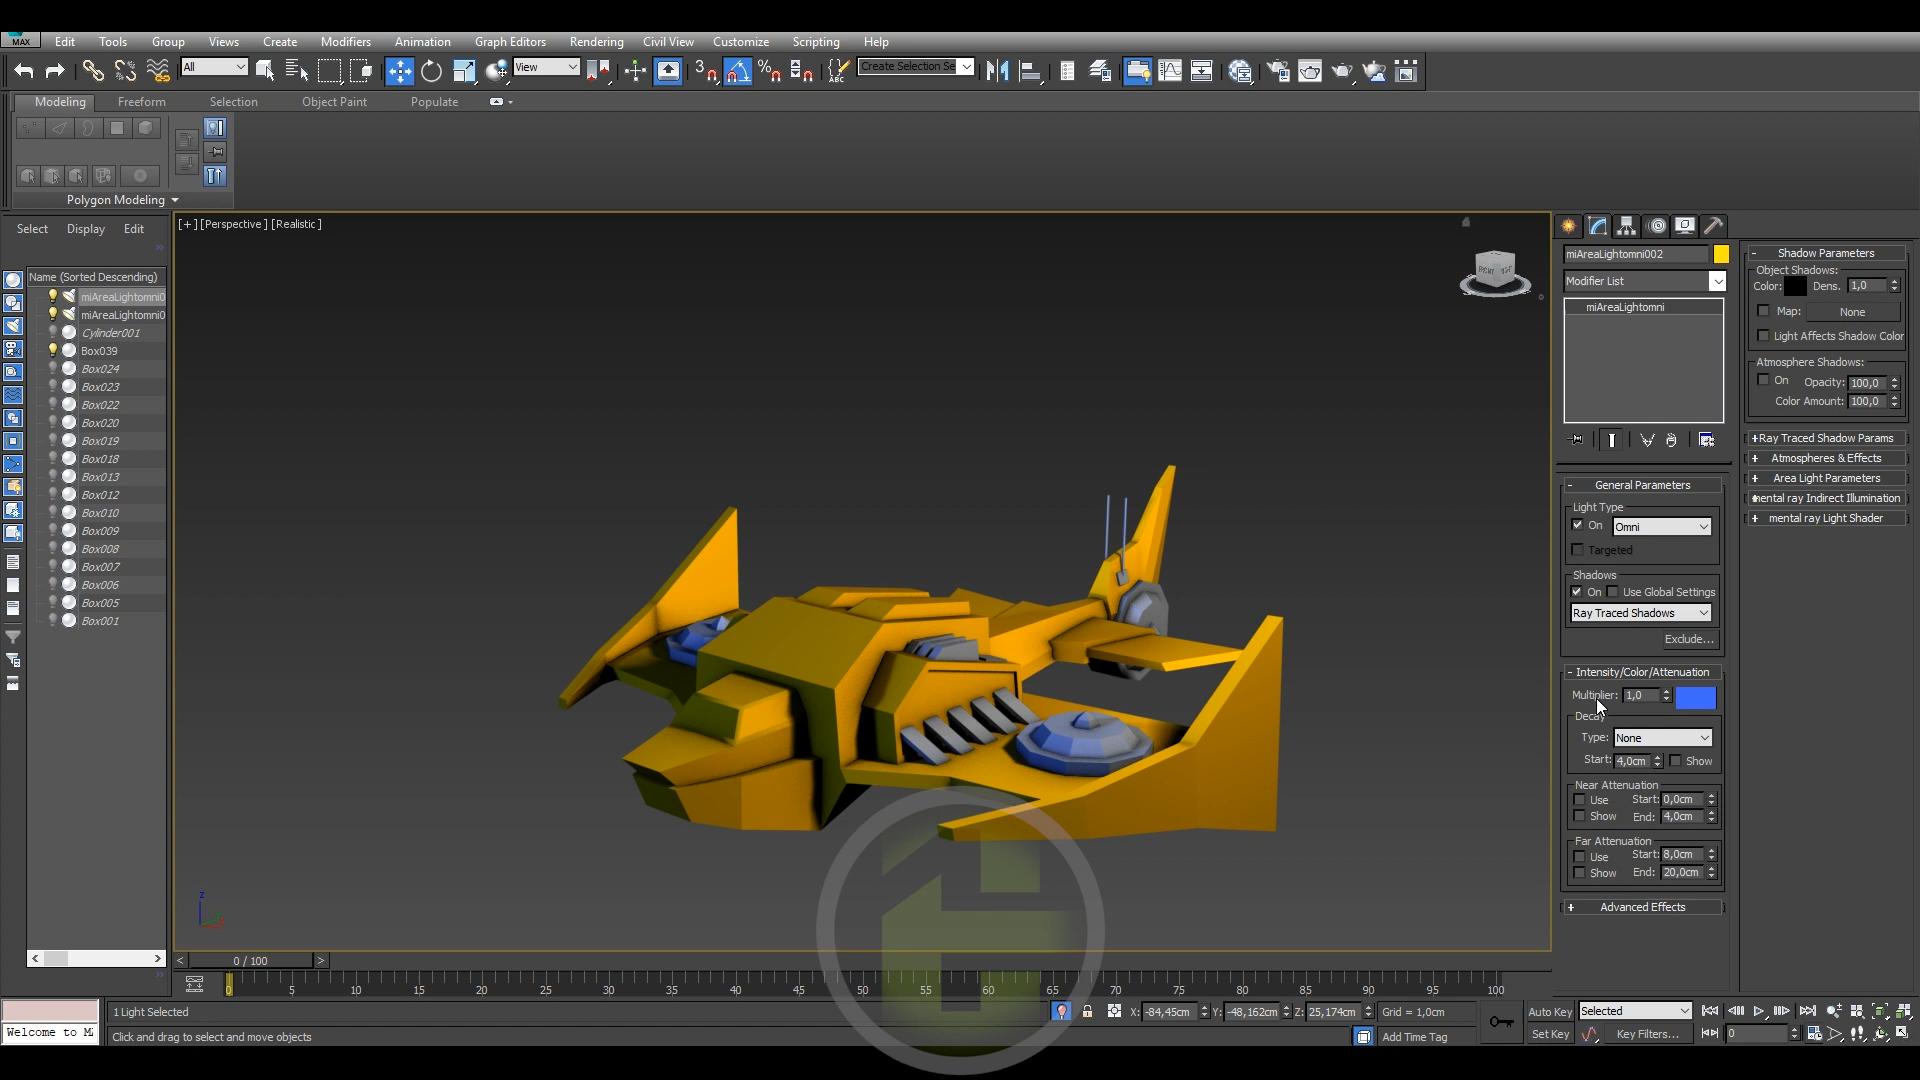 MAX
Edit Tools Group Views Create Modifiers Animation Graph Editors Rendering Civil View Customize Scripting Help
All View 3 % ABC Create Selection Se
Modeling Freeform Selection Object Paint Populate
Polygon Modeling
Select Display Edit
Name (Sorted Descending)
miAreaLightomni0
miAreaLightomni0
Cylinder001
Box039
Box024
Box023
Box022
Box020
Box019
Box018
Box013
Box012
Box010
Box009
Box008
Box007
Box006
Box005
Box001
[+] [Perspective] [Realistic]
miAreaLightomni002
Modifier List
miAreaLightomni
- General Parameters
Light Type
On Omni
Targeted
Shadows
On Use Global Settings
Ray Traced Shadows
Exclude...
- Intensity/Color/Attenuation
Multiplier: 1,0
Decay
Type: None
Start: 4,0cm Show
Near Attenuation
Use Start: 0,0cm
Show End: 4,0cm
Far Attenuation
Use Start: 8,0cm
Show End: 20,0cm
+ Advanced Effects
- Shadow Parameters
Object Shadows:
Color: Dens. 1,0
Map: None
Light Affects Shadow Color
Atmosphere Shadows:
On Opacity: 100,0
Color Amount: 100,0
+Ray Traced Shadow Params
+ Atmospheres & Effects
+ Area Light Parameters
mental ray Indirect Illumination
+ mental ray Light Shader
z
< 0 / 100 >
0 5 10 15 20 25 30 35 40 45 50 55 60 65 70 75 80 85 90 95 100
1 Light Selected X: -84,45cm Y: -48,162cm Z: 25,174cm Grid = 1,0cm Auto Key Selected
Welcome to M
Click and drag to select and move objects Add Time Tag Set Key Key Filters... 0